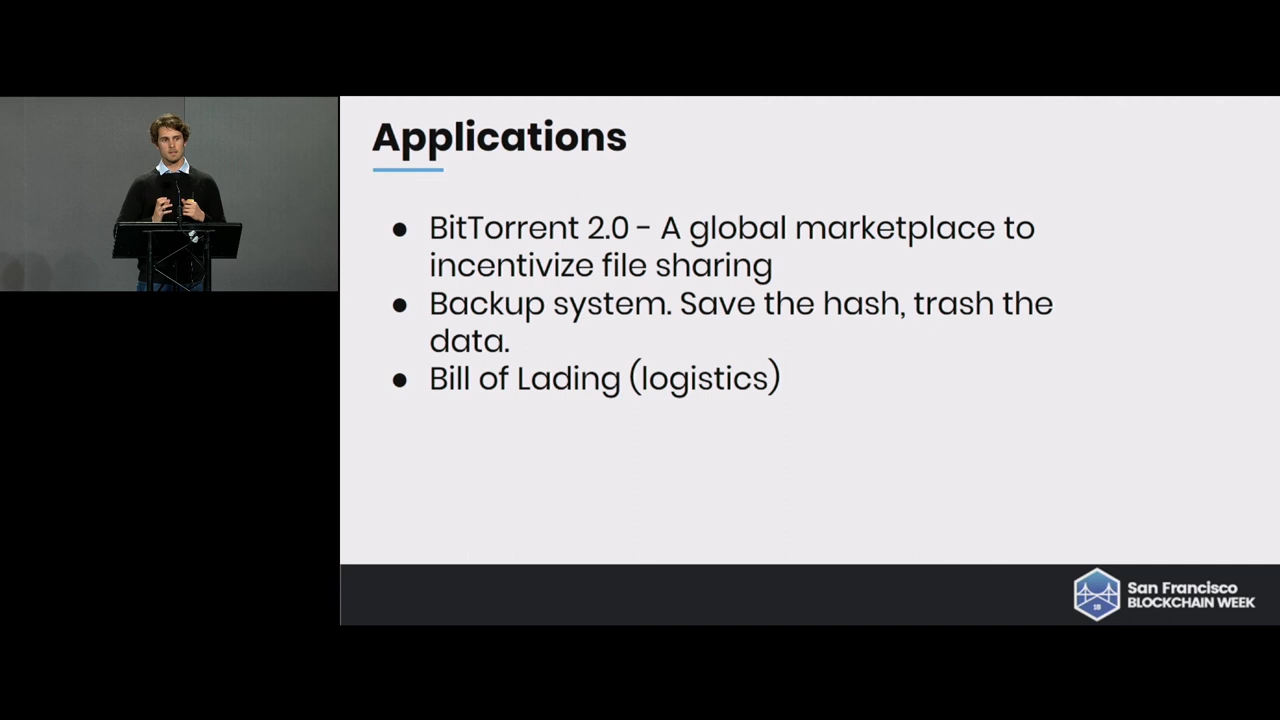 Applications
● BitTorrent 2.0 - A global marketplace to
incentivize file sharing
● Backup system. Save the hash, trash the
data.
● Bill of Lading (logistics)
18
San Francisco
BLOCKCHAIN WEEK